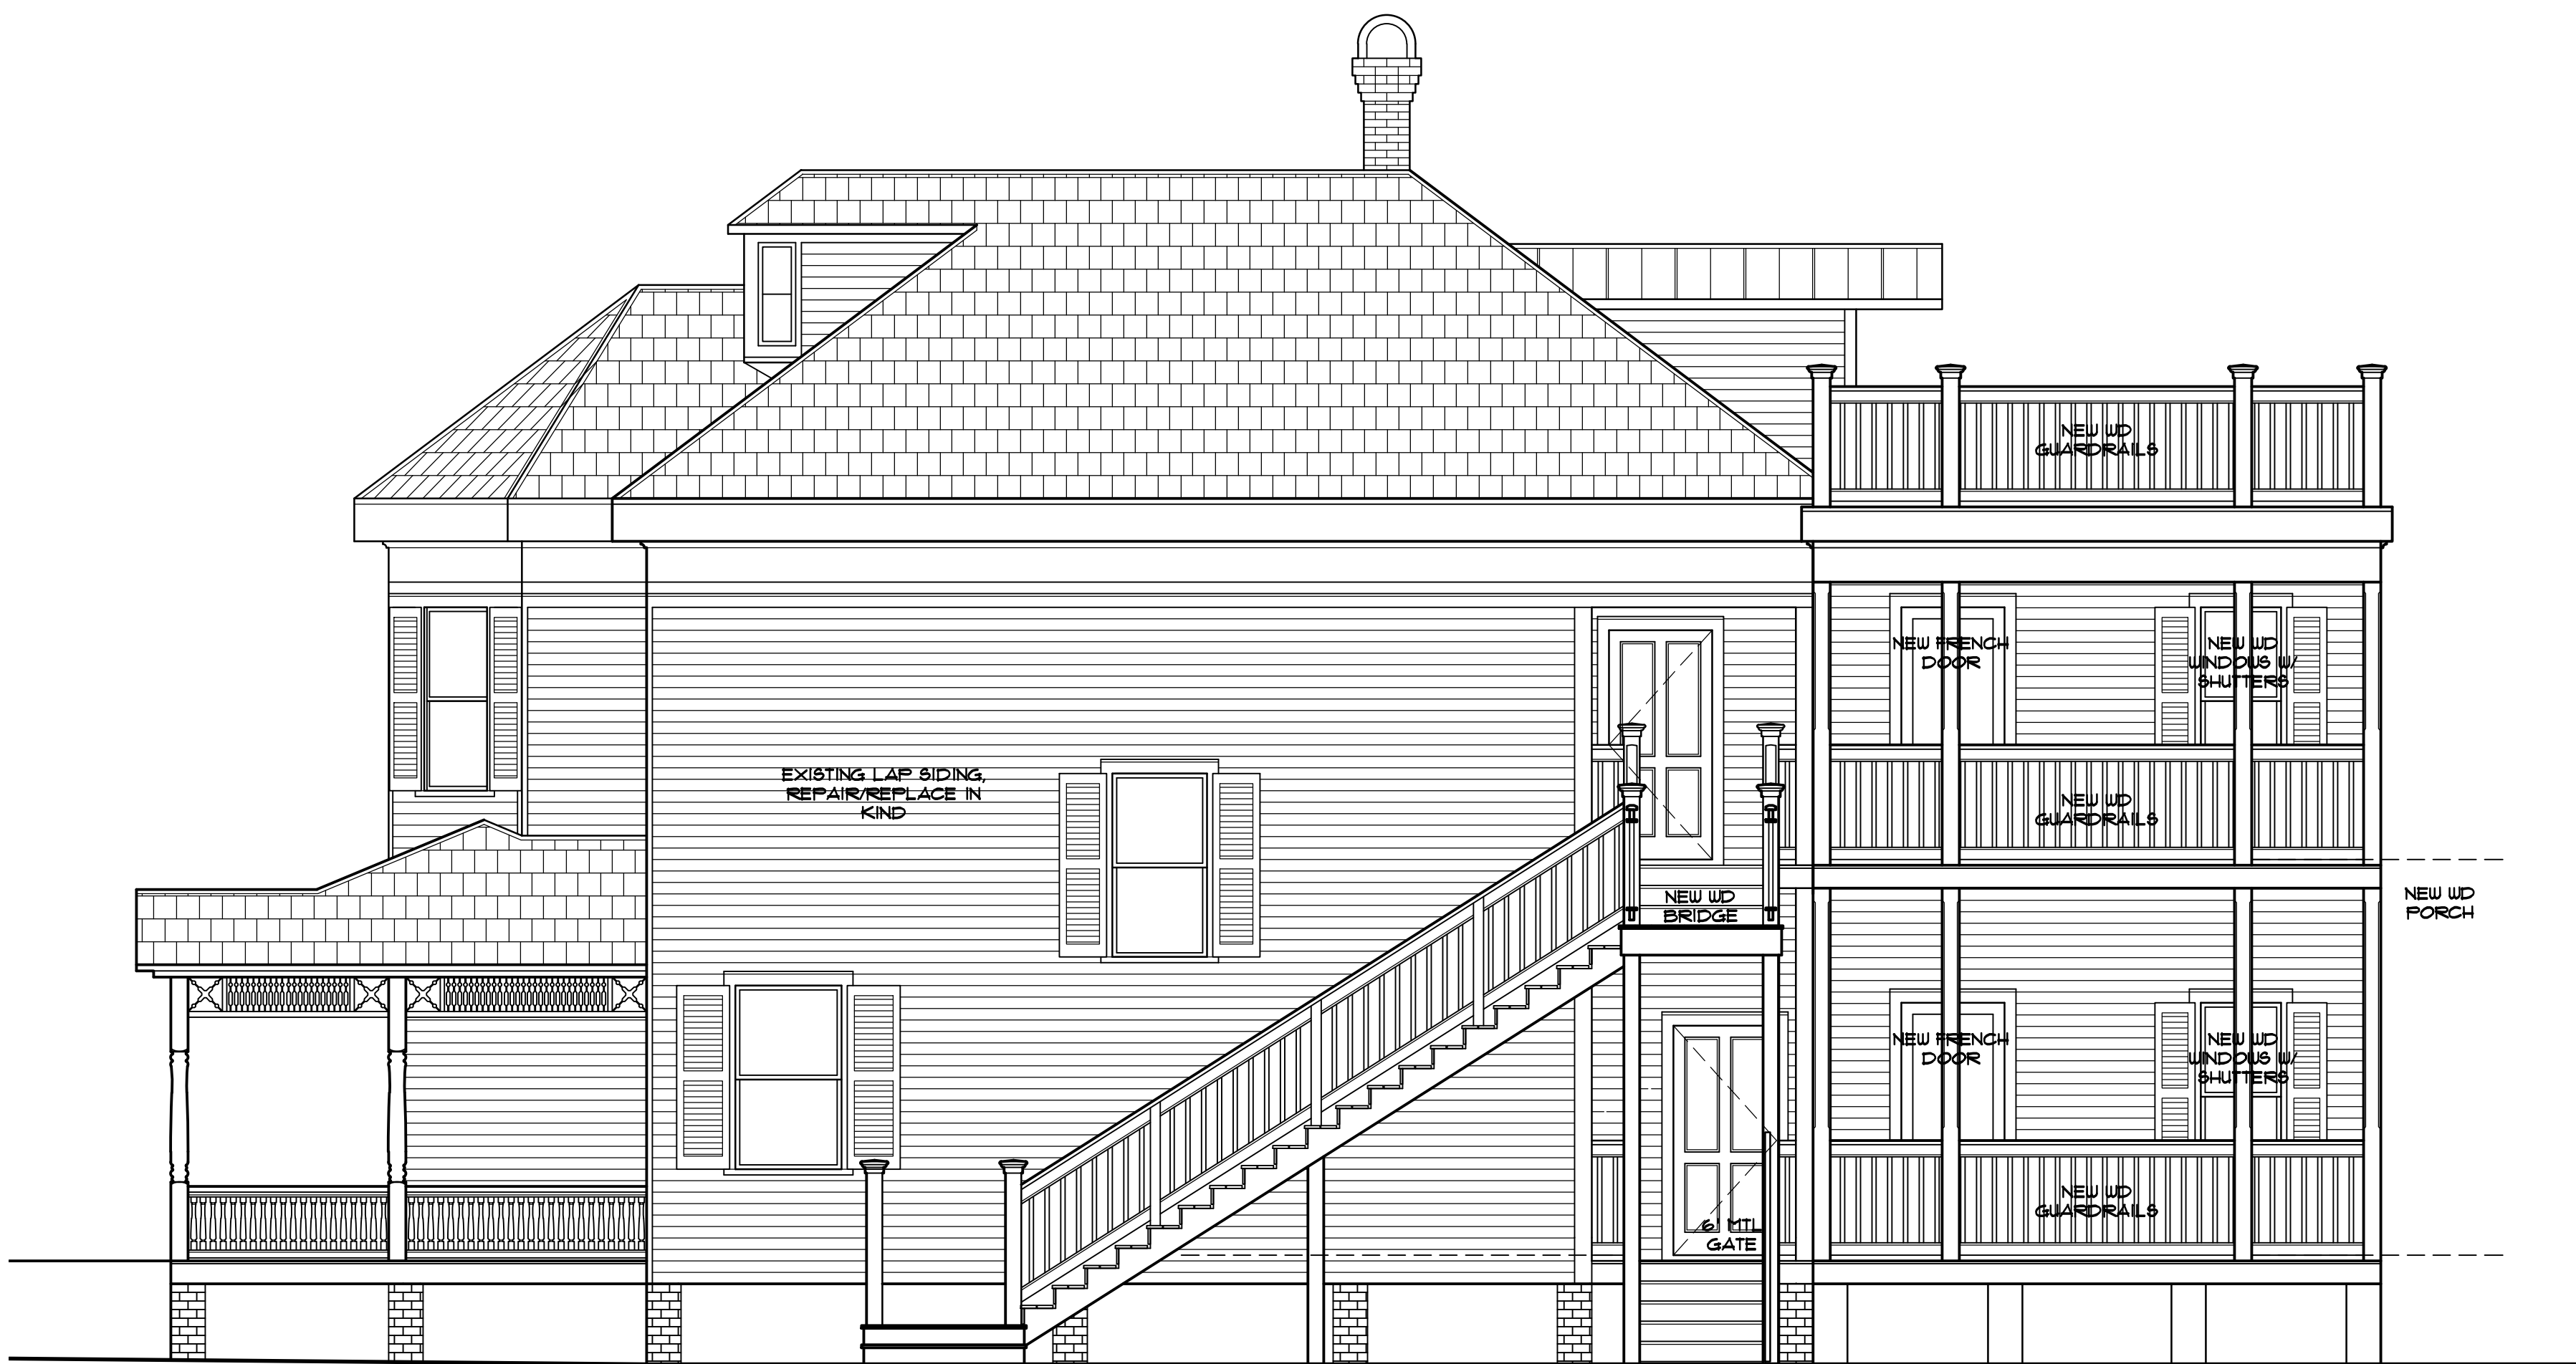 NEW WD
GUARDRAILS
NEW FRENCH
DOOR
NEW WD
WINDOWS W/
SHUTTERS
EXISTING LAP SIDING,
REPAIR/REPLACE IN
KIND
NEW WD
GUARDRAILS
NEW WD
BRIDGE
NEW WD
PORCH
NEW FRENCH
DOOR
NEW WD
WINDOWS W/
SHUTTERS
NEW WD
GUARDRAILS
6' MTL
GATE